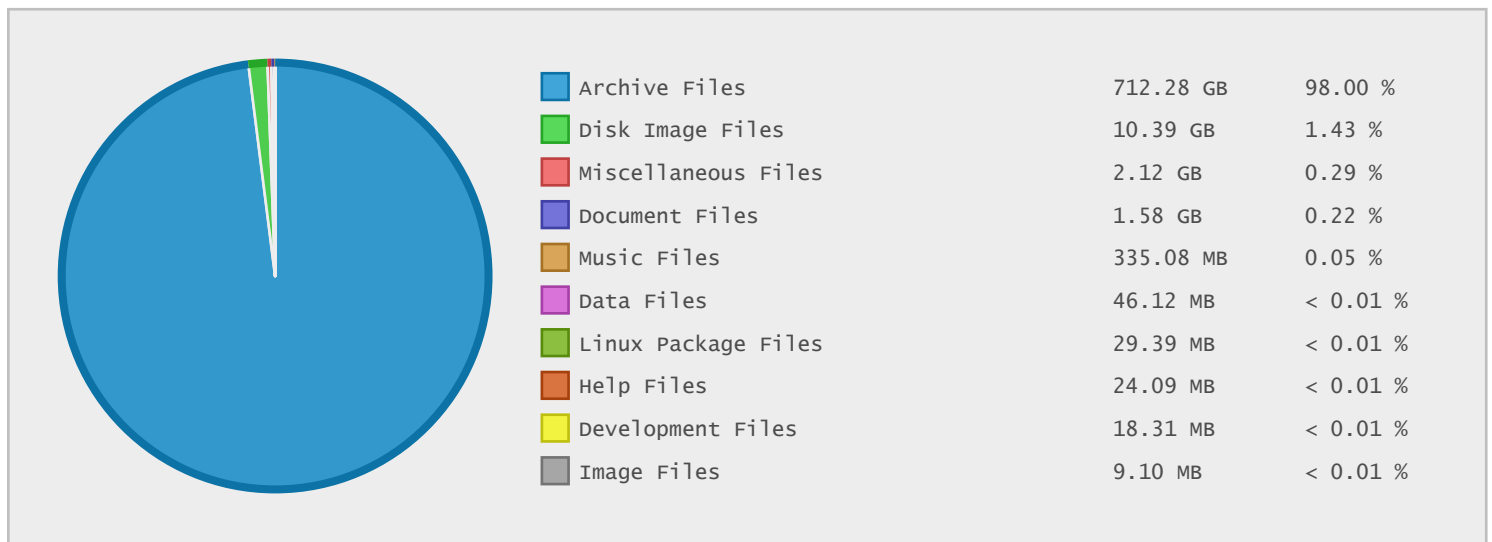 Archive Files 712.28 GB 98.00 %
Disk Image Files 10.39 GB 1.43 %
Miscellaneous Files 2.12 GB 0.29 %
Document Files 1.58 GB 0.22 %
Music Files 335.08 MB 0.05 %
Data Files 46.12 MB < 0.01 %
Linux Package Files 29.39 MB < 0.01 %
Help Files 24.09 MB < 0.01 %
Development Files 18.31 MB < 0.01 %
Image Files 9.10 MB < 0.01 %